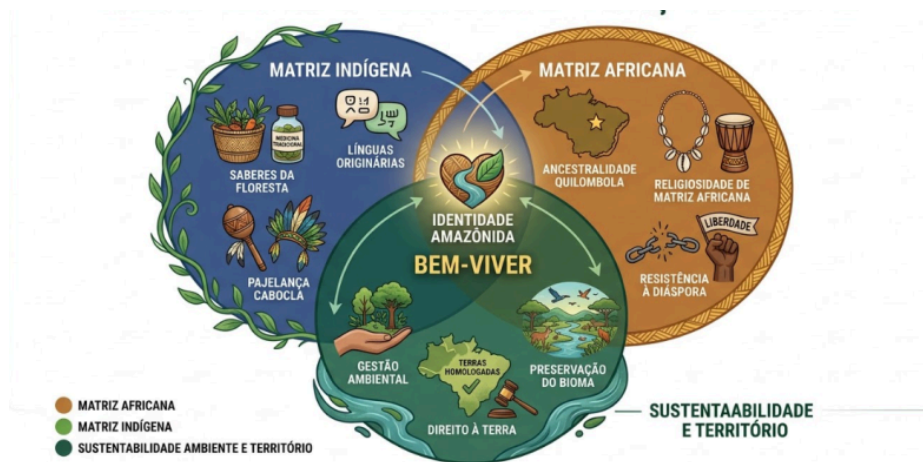 MATRIZ INDÍGENA
MATRIZ AFRICANA
MEDICINA
TRADICIONAL
SABERES DA
FLORESTA
LÍNGUAS
ORIGINÁRIAS
ANCESTRALIDADE
QUILOMBOLA
RELIGIOSIDADE DE
MATRIZ AFRICANA
PAJELANÇA
CABOCLA
IDENTIDADE
AMAZÔNIDA
BEM-VIVER
LIBERDADE
RESISTÊNCIA
À DIÁSPORA
GESTÃO
AMBIENTAL
TERRAS
HOMOLOGADAS
DIREITO À TERRA
PRESERVAÇÃO
DO BIOMA
SUSTENTAABILIDADE
E TERRITÓRIO
MATRIZ AFRICANA
MATRIZ INDÍGENA
SUSTENTABILIDADE AMBIENTE E TERRITÓRIO